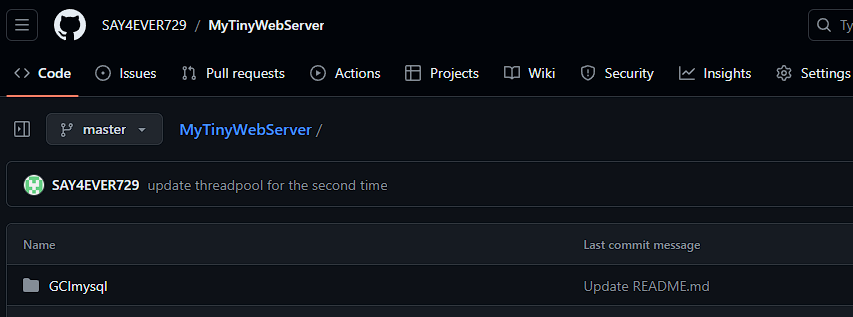 SAY4EVER729 / MyTinyWebServer Ty
Code Issues Pull requests Actions Projects Wiki Security Insights Settings
master MyTinyWebServer /
SAY4EVER729 update threadpool for the second time
Name Last commit message
GCImysql Update README.md